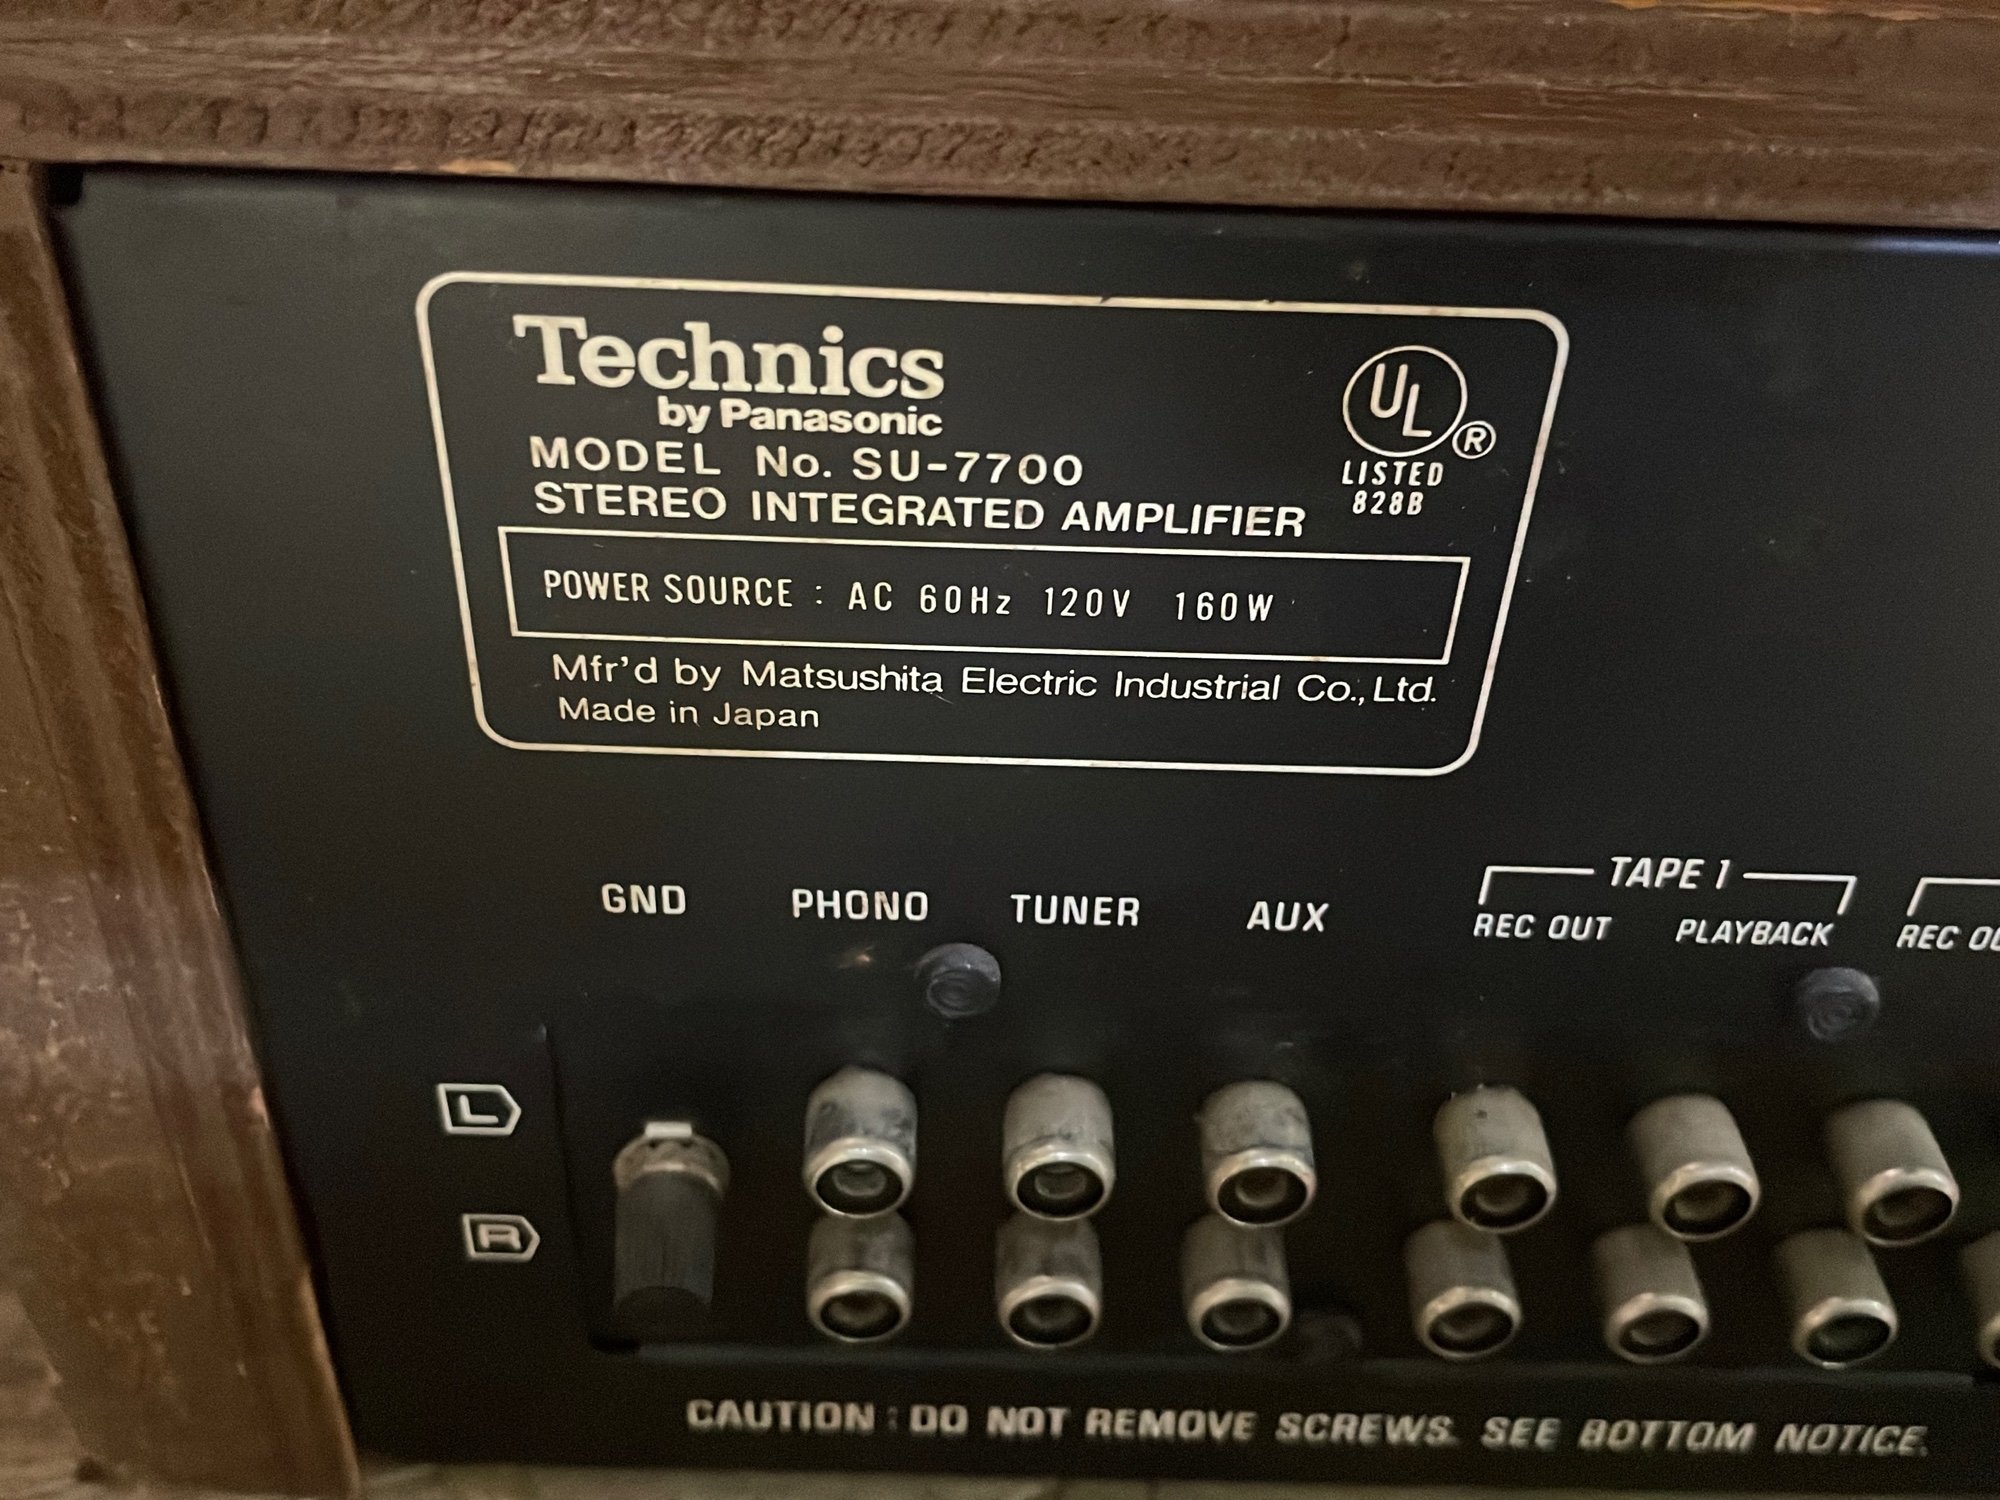 Technics
by Panasonic
MODEL No. SU-7700
STEREO INTEGRATED AMPLIFIER
UL ®
LISTED
828B
POWER SOURCE : AC 60Hz 120V 160W
Mfr'd by Matsushita Electric Industrial Co., Ltd.
Made in Japan
TAPE 1
GND PHONO TUNER AUX REC OUT PLAYBACK REC
L
R
CAUTION : DO NOT REMOVE SCREWS. SEE BOTTOM NOTICE.